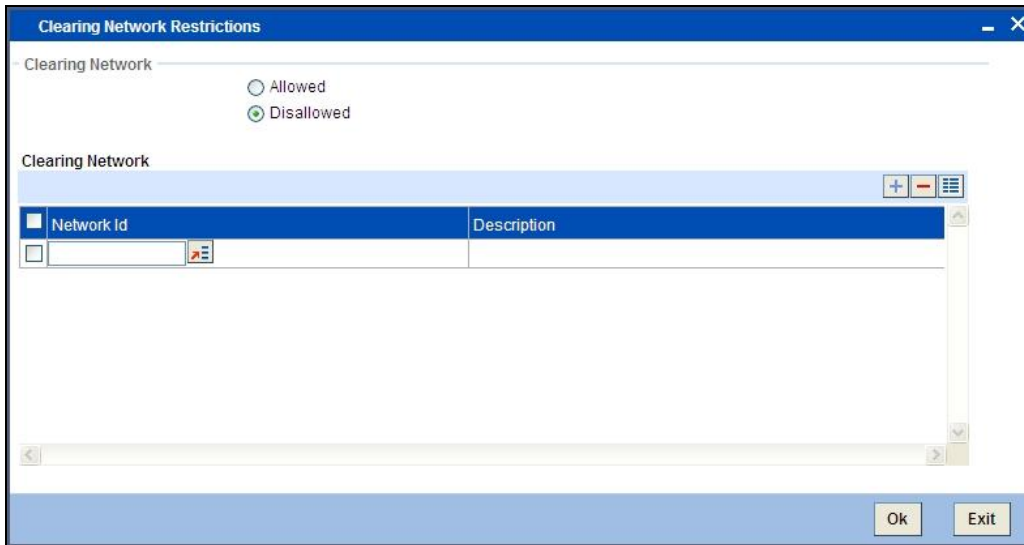 Clearing Network Restrictions
Clearing Network
Allowed
Disallowed
Clearing Network
Network Id Description
Ok Exit